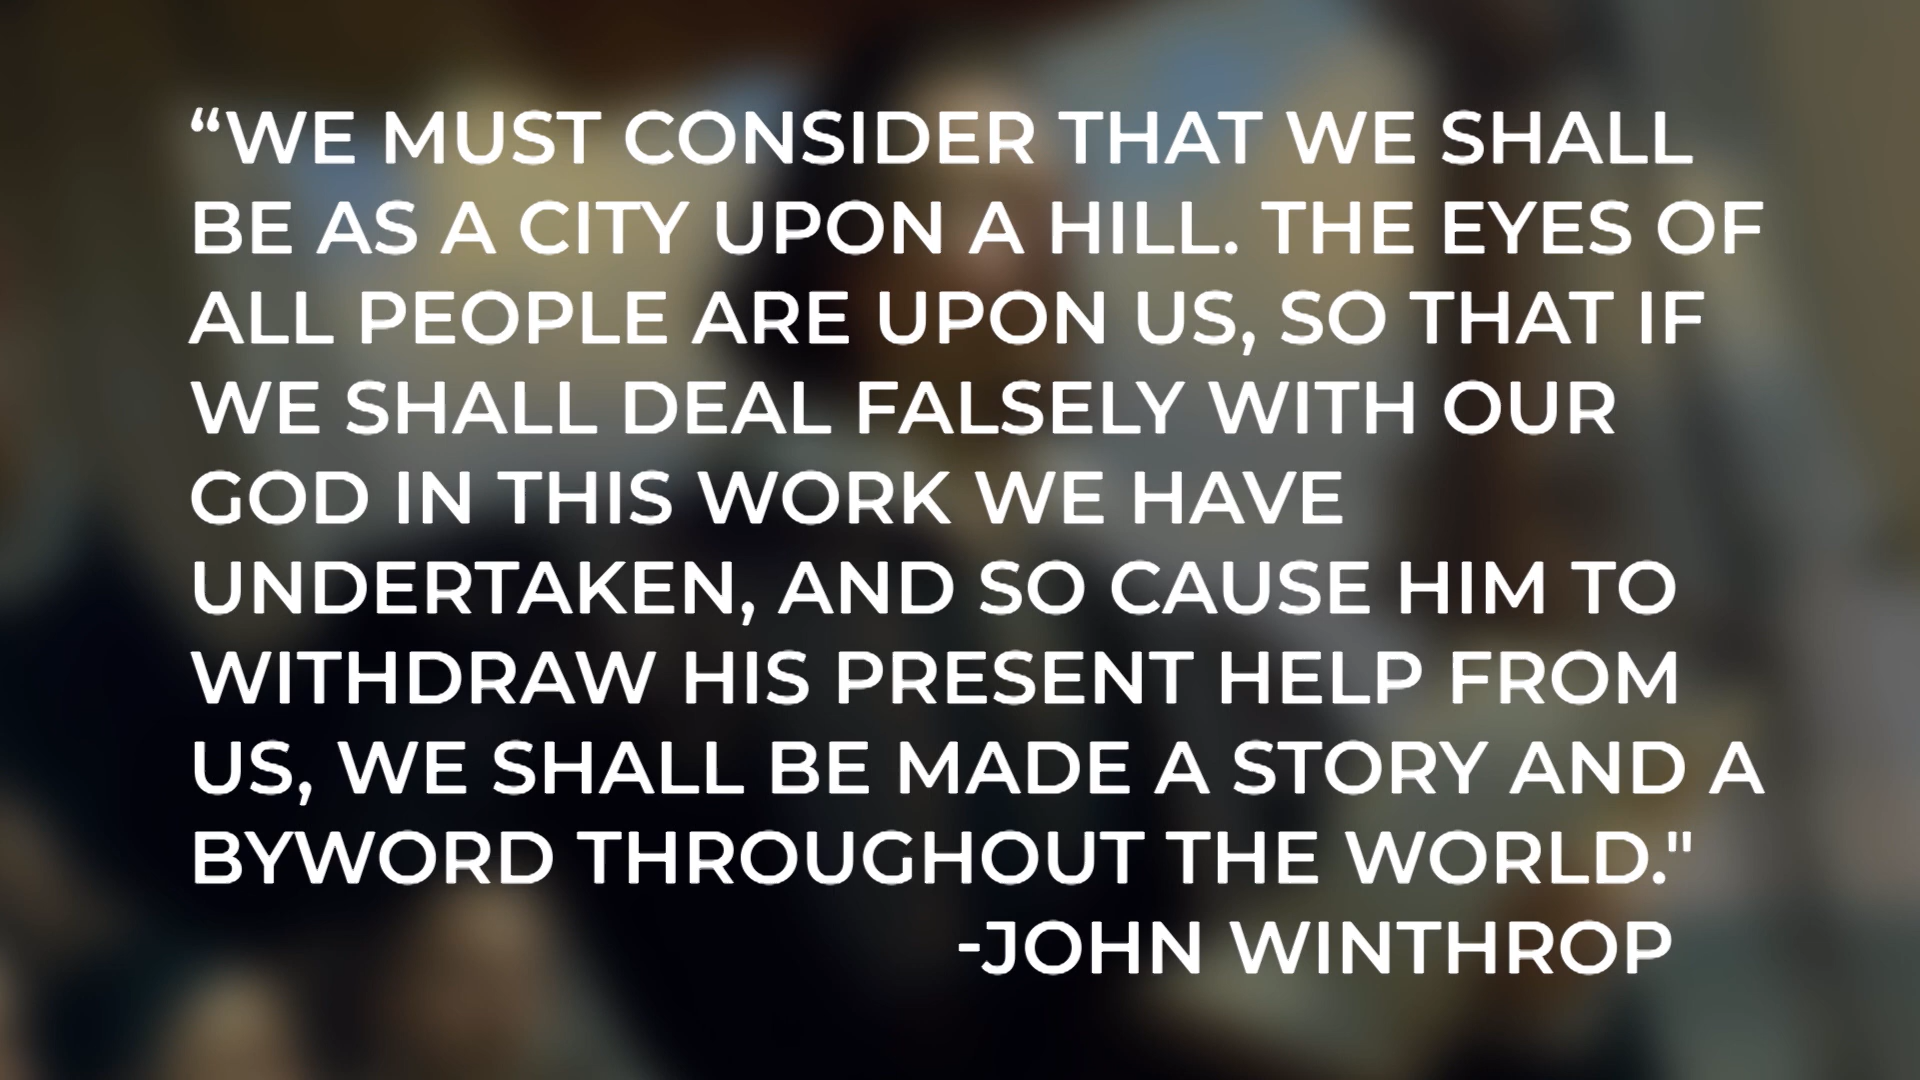 “WE MUST CONSIDER THAT WE SHALL
BE AS A CITY UPON A HILL. THE EYES OF
ALL PEOPLE ARE UPON US, SO THAT IF
WE SHALL DEAL FALSELY WITH OUR
GOD IN THIS WORK WE HAVE
UNDERTAKEN, AND SO CAUSE HIM TO
WITHDRAW HIS PRESENT HELP FROM
US, WE SHALL BE MADE A STORY AND A
BYWORD THROUGHOUT THE WORLD."
-JOHN WINTHROP